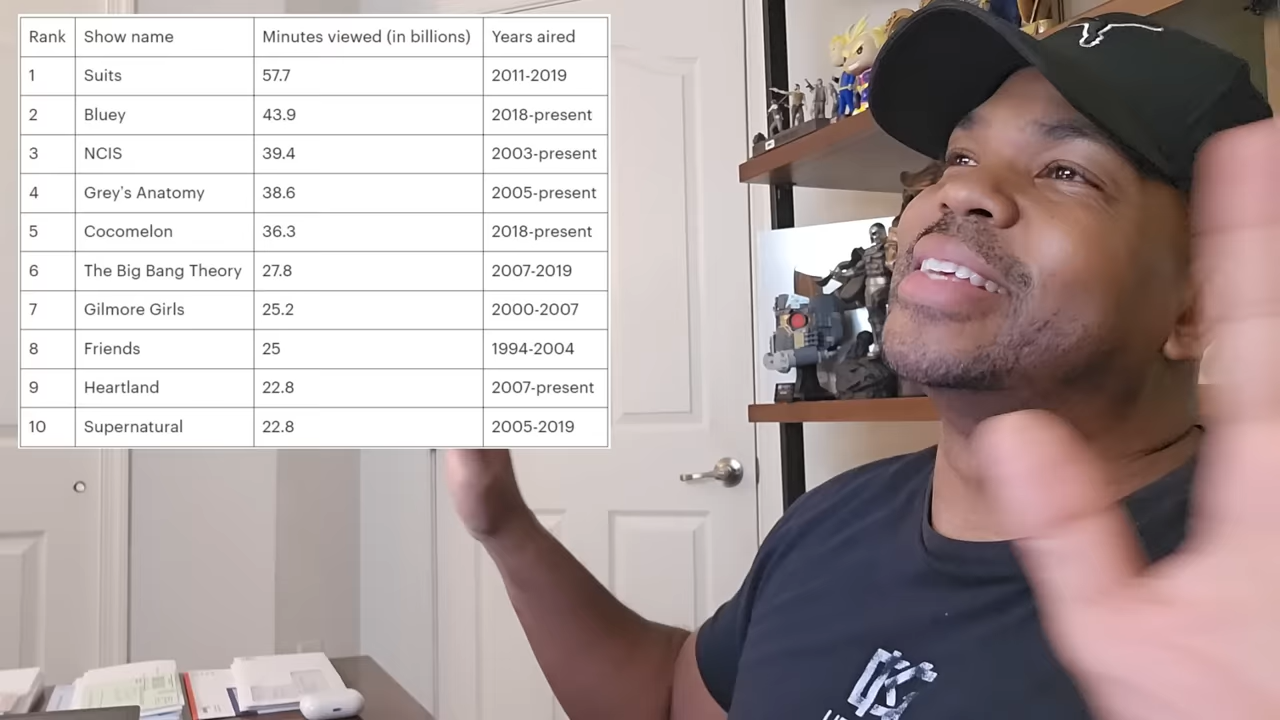 Rank Show name Minutes viewed (in billions) Years aired
1 Suits 57.7 2011-2019
2 Bluey 43.9 2018-present
3 NCIS 39.4 2003-present
4 Grey's Anatomy 38.6 2005-present
5 Cocomelon 36.3 2018-present
6 The Big Bang Theory 27.8 2007-2019
7 Gilmore Girls 25.2 2000-2007
8 Friends 25 1994-2004
9 Heartland 22.8 2007-present
10 Supernatural 22.8 2005-2019